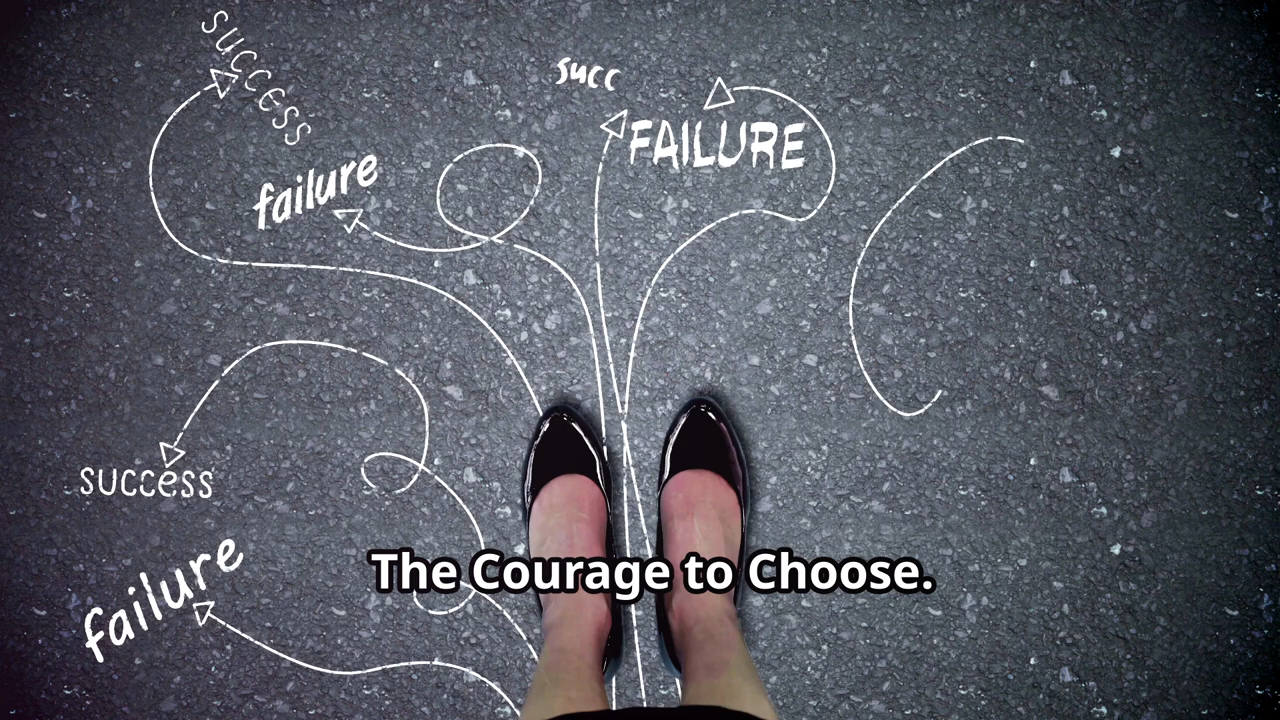 success
succ
FAILURE
failure
success
failure
The Courage to Choose.